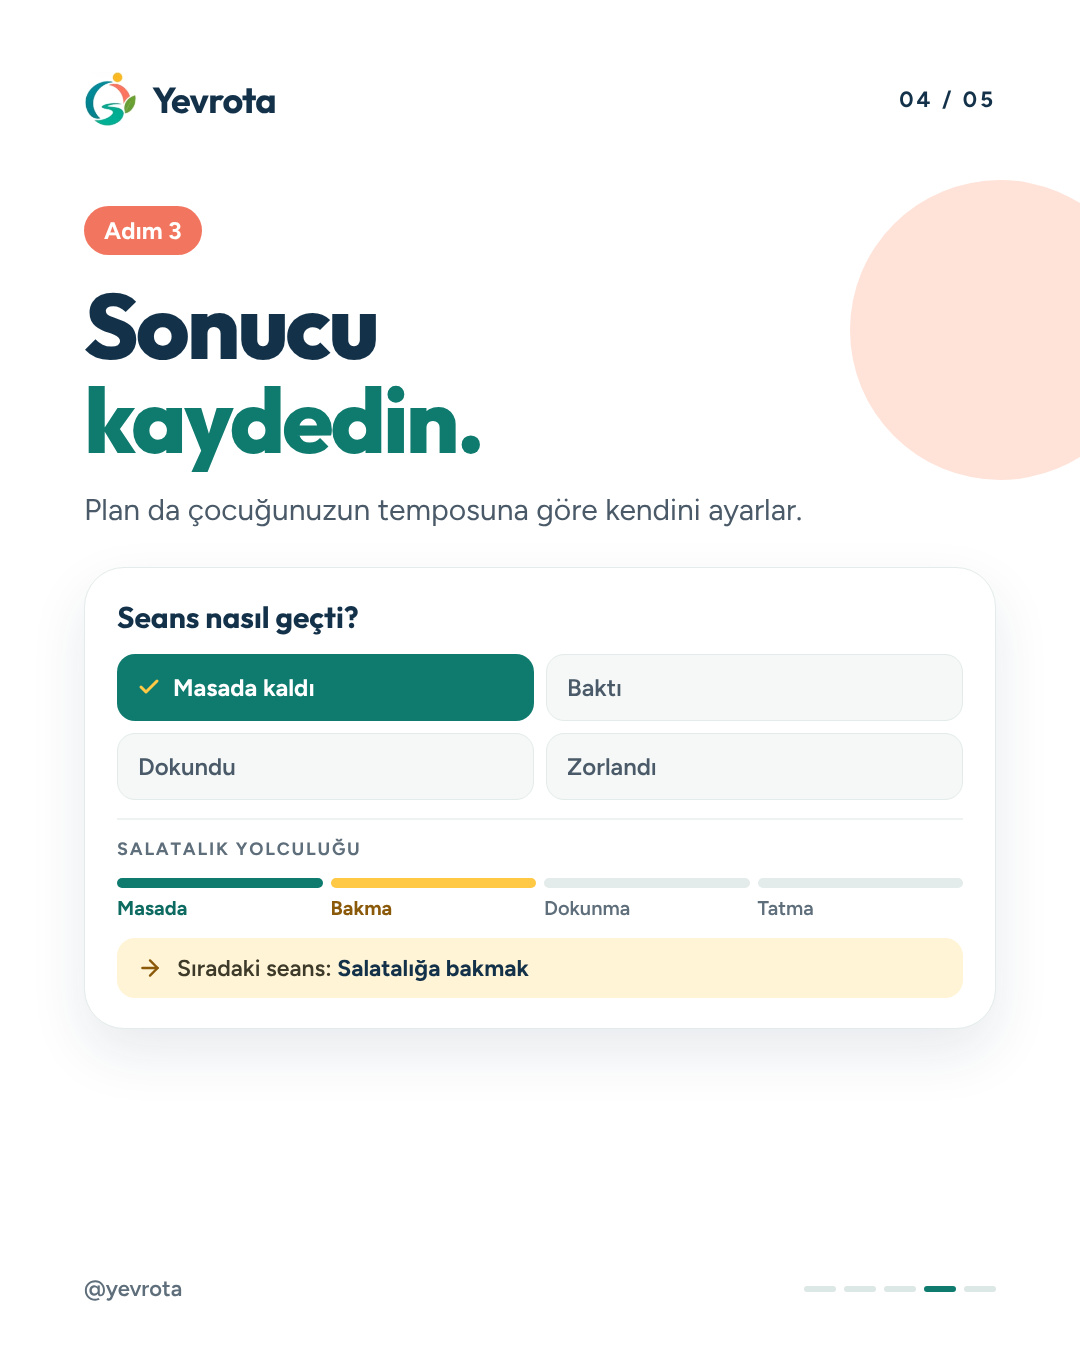 Yevrota
04 / 05
Adım 3
Sonucu
kaydedin.
Plan da çocuğunuzun temposuna göre kendini ayarlar.
Seans nasıl geçti?
Masada kaldı
Baktı
Dokundu
Zorlandı
SALATALIK YOLCULUĞU
Masada
Bakma
Dokunma
Tatma
Sıradaki seans: Salatalığa bakmak
@yevrota